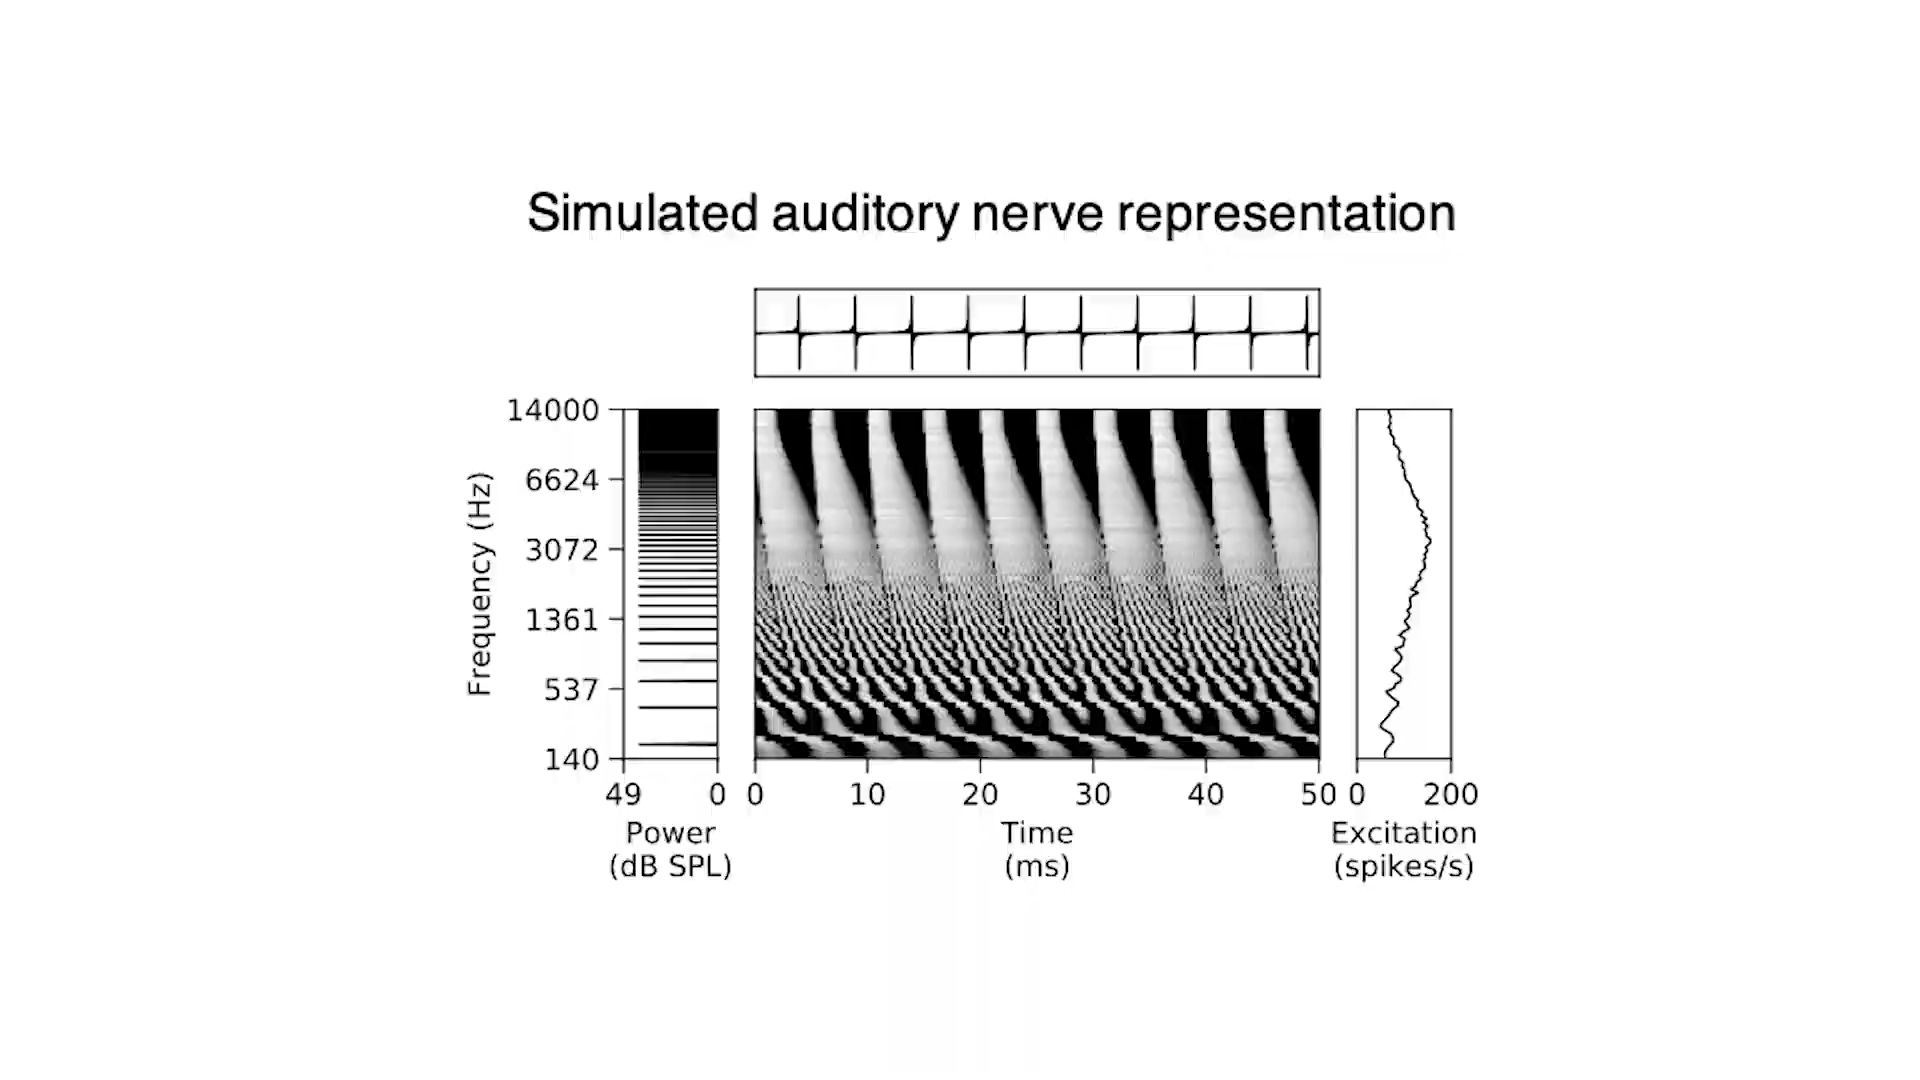 Simulated auditory nerve representation
Frequency (Hz)
14000
6624
3072
1361
537
140
49 0
Power
(dB SPL)
0 10 20 30 40 50
Time
(ms)
0 200
Excitation
(spikes/s)